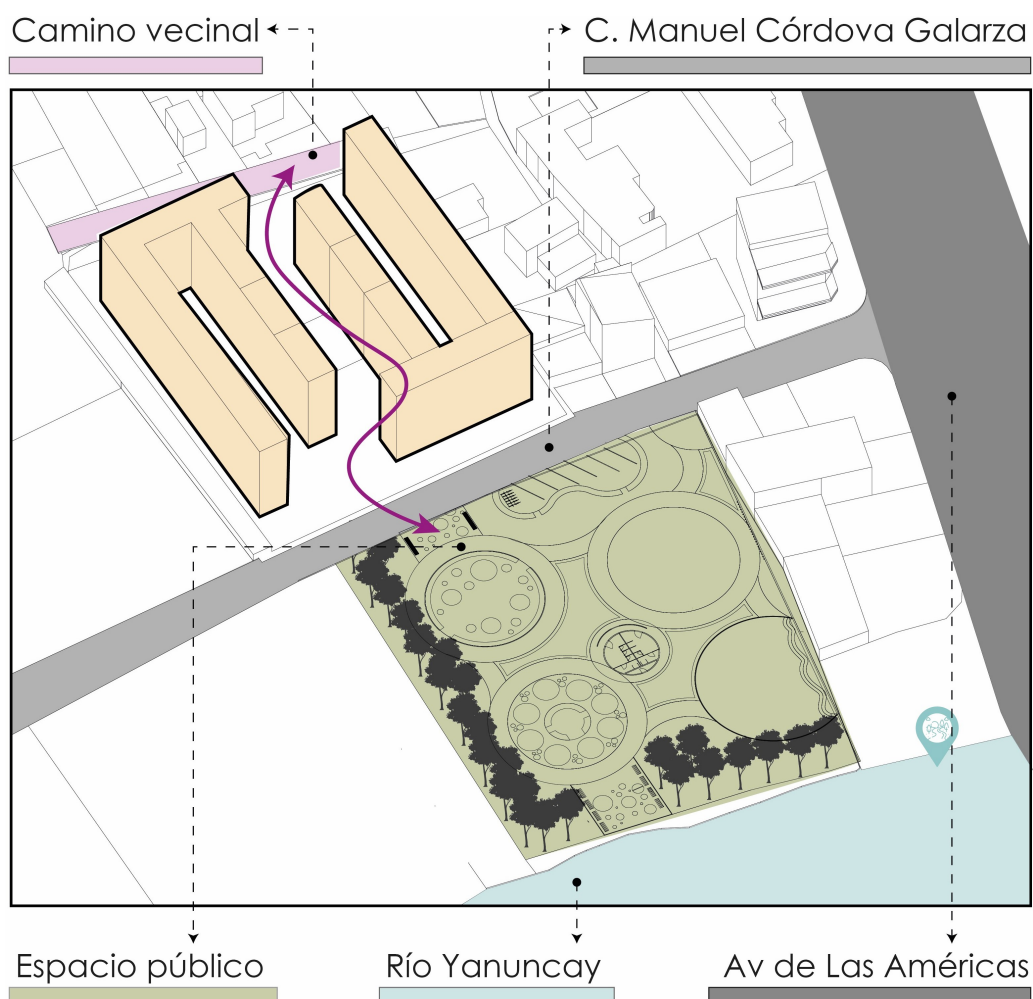 Camino vecinal
C. Manuel Córdova Galarza
Espacio público
Río Yanuncay
Av de Las Américas